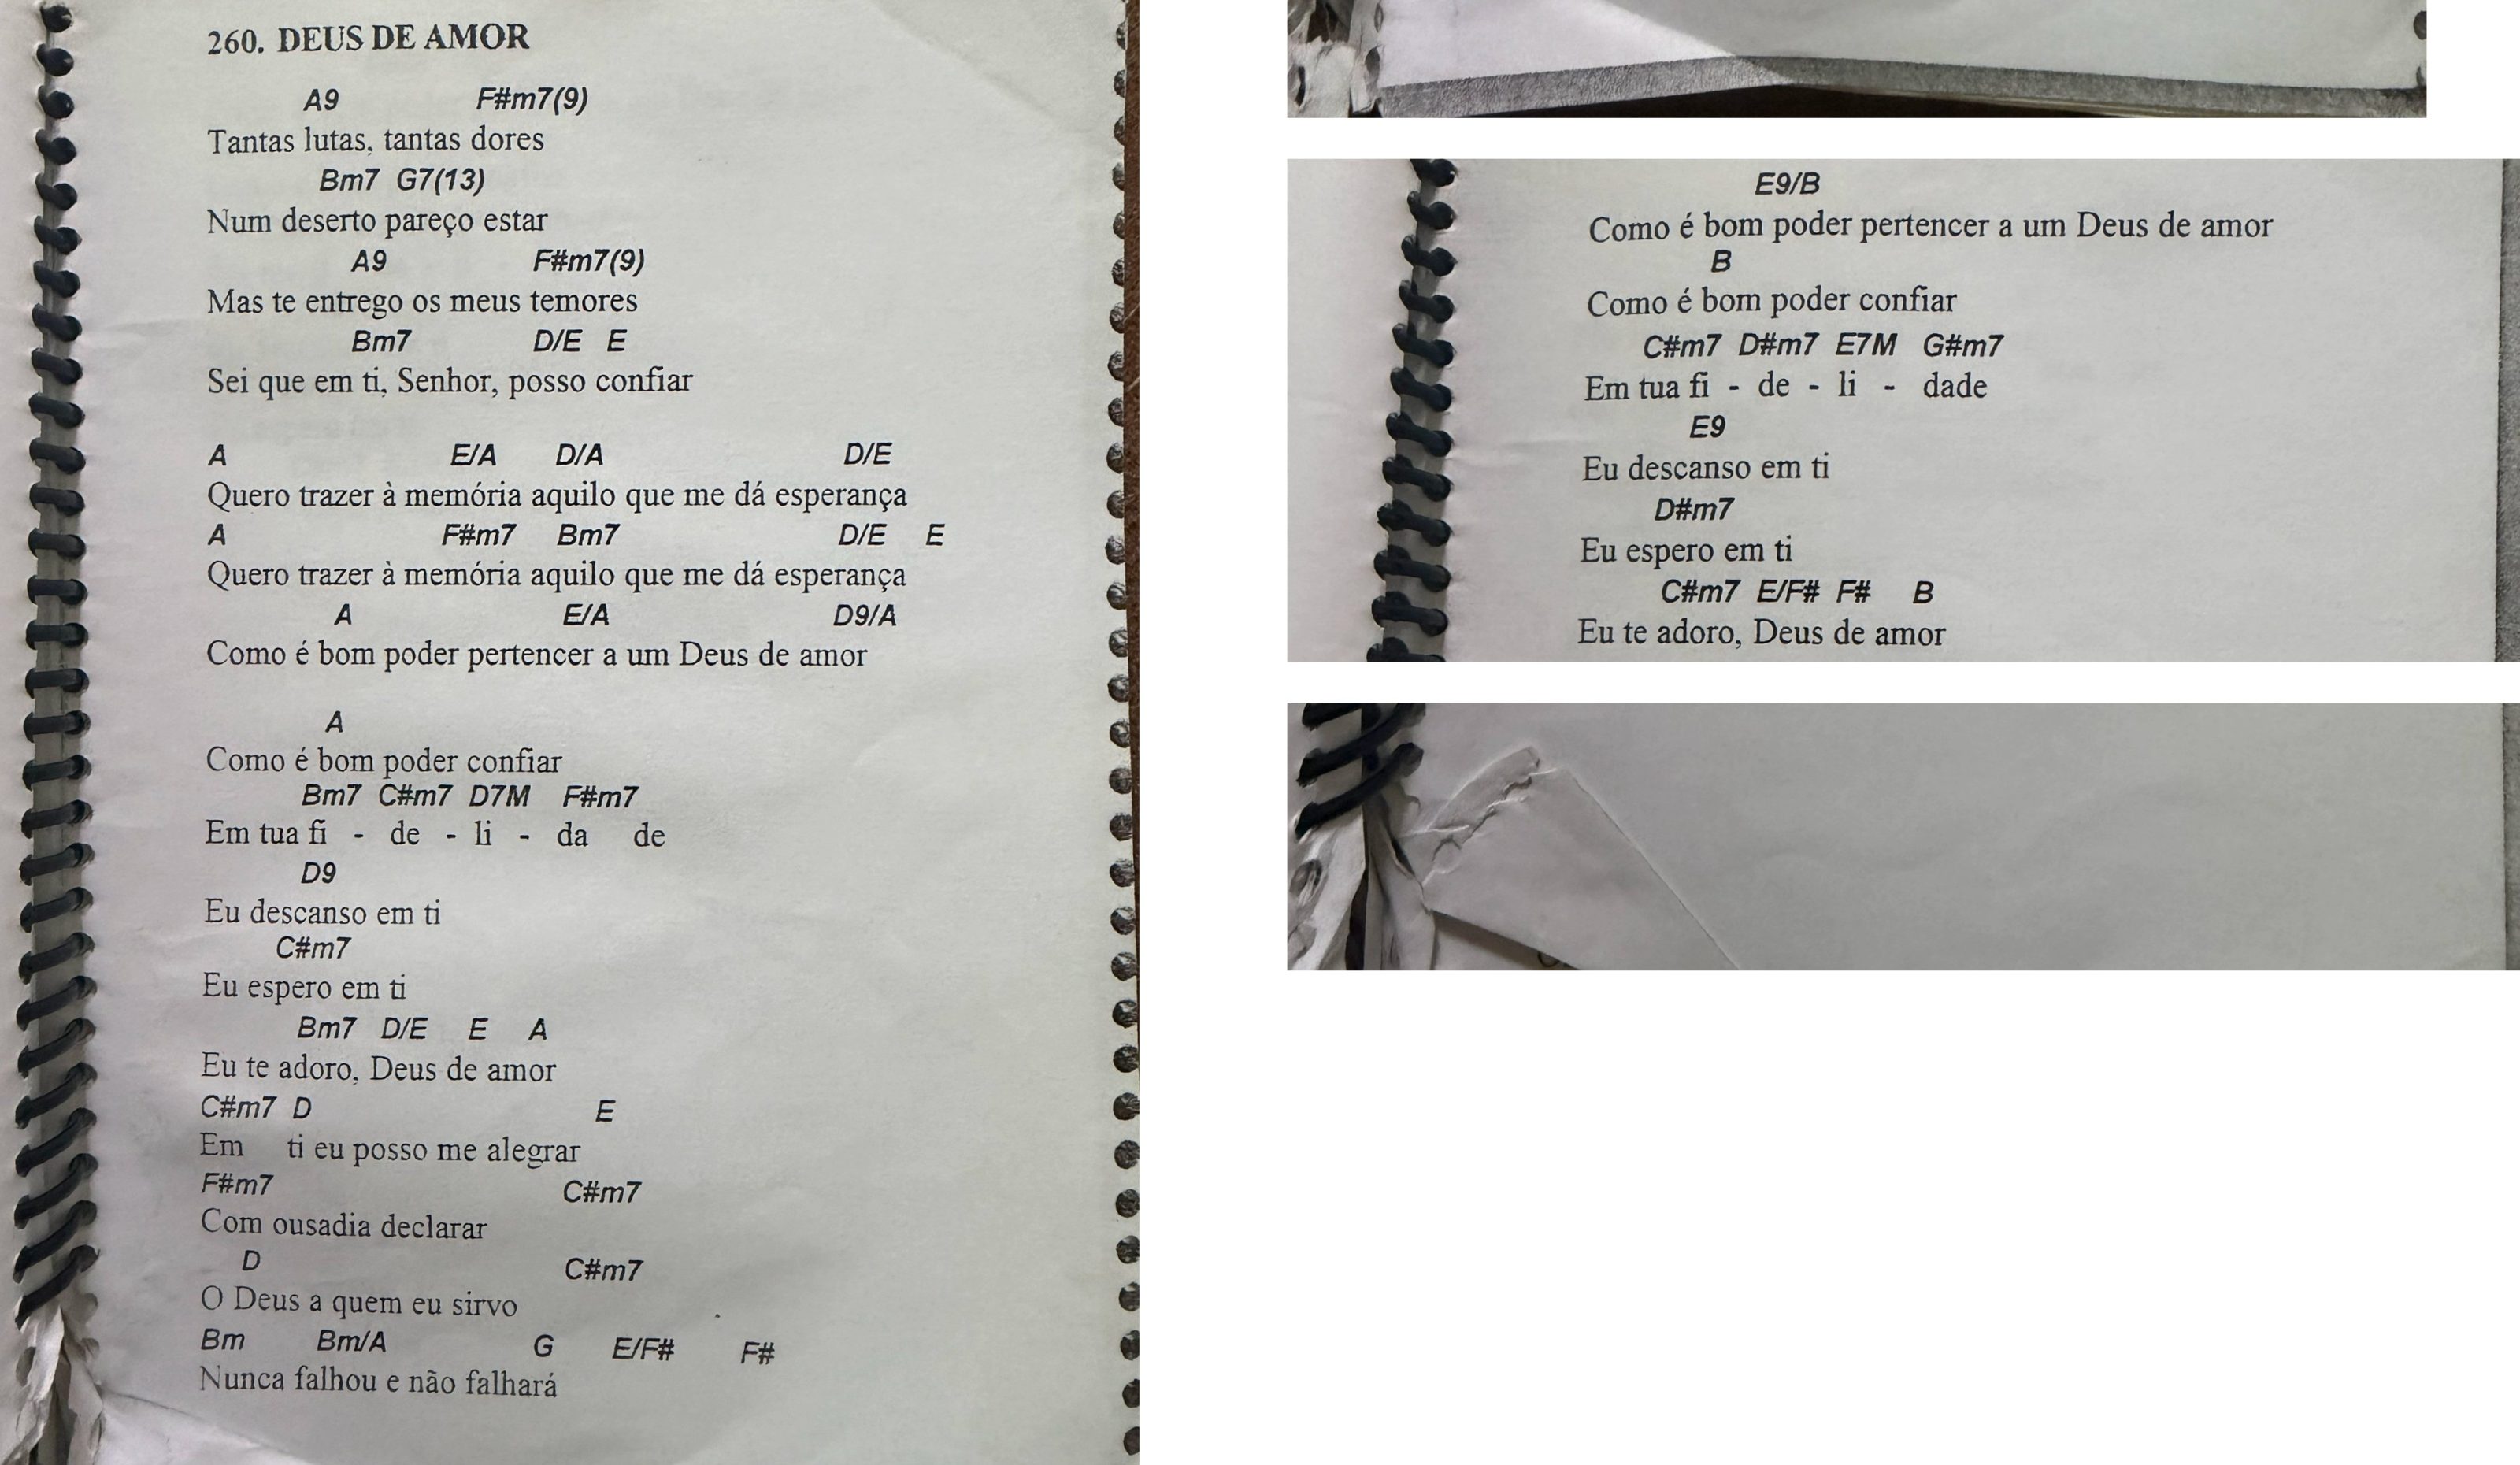 260. DEUS DE AMOR
A9 F#m7(9)
Tantas lutas, tantas dores
Bm7 G7(13)
Num deserto pareço estar
A9 F#m7(9)
Mas te entrego os meus temores
Bm7 D/E E
Sei que em ti, Senhor, posso confiar
A E/A D/A D/E
Quero trazer à memória aquilo que me dá esperança
A F#m7 Bm7 D/E E
Quero trazer à memória aquilo que me dá esperança
A E/A D9/A
Como é bom poder pertencer a um Deus de amor
A
Como é bom poder confiar
Bm7 C#m7 D7M F#m7
Em tua fi - de - li - da de
D9
Eu descanso em ti
C#m7
Eu espero em ti
Bm7 D/E E A
Eu te adoro, Deus de amor
C#m7 D E
Em ti eu posso me alegrar
F#m7 C#m7
Com ousadia declarar
D C#m7
O Deus a quem eu sirvo
Bm Bm/A G E/F# F#
Nunca falhou e não falhará
E9/B
Como é bom poder pertencer a um Deus de amor
B
Como é bom poder confiar
C#m7 D#m7 E7M G#m7
Em tua fi - de - li - dade
E9
Eu descanso em ti
D#m7
Eu espero em ti
C#m7 E/F# F# B
Eu te adoro, Deus de amor